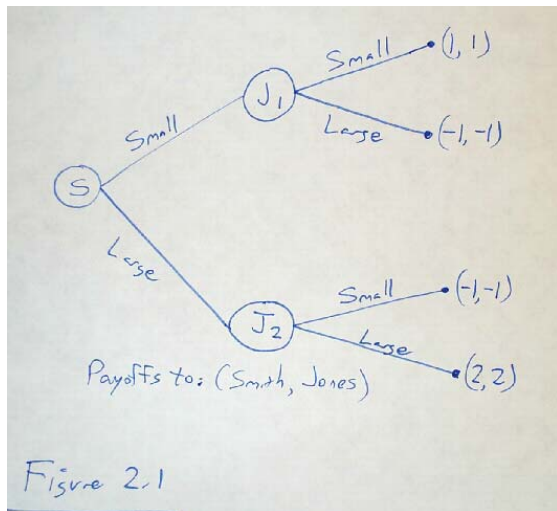 Small
(1, 1)
J1
Large
(-1, -1)
Small
S
Large
Small
(-1, -1)
J2
Large
(2, 2)
Payoffs to: (Smith, Jones)
Figure 2.1